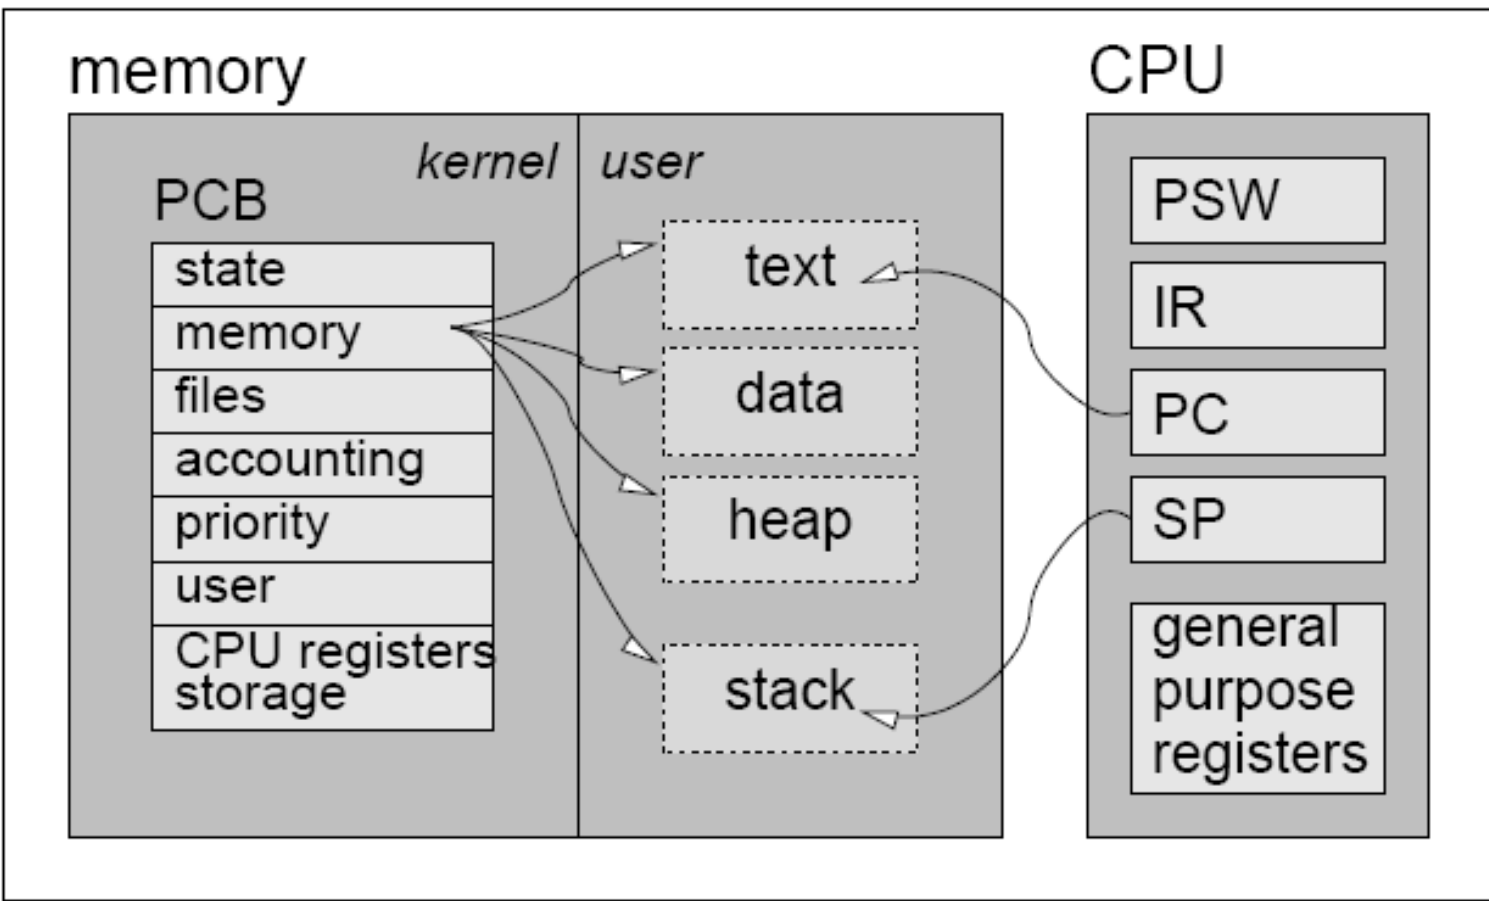 memory
kernel
user
PCB
state
memory
files
accounting
priority
user
CPU registers
storage
text
data
heap
stack
CPU
PSW
IR
PC
SP
general
purpose
registers